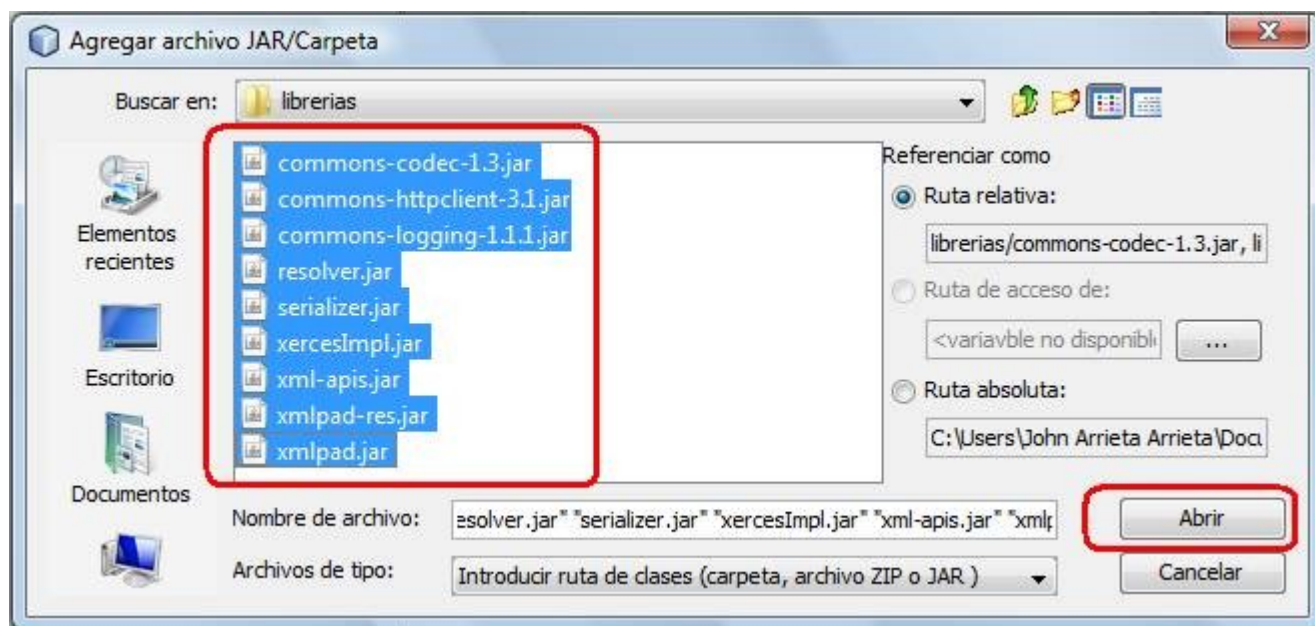 Agregar archivo JAR/Carpeta
Buscar en: librerias
commons-codec-1.3.jar
commons-httpclient-3.1.jar
commons-logging-1.1.1.jar
resolver.jar
serializer.jar
xercesImpl.jar
xml-apis.jar
xmlpad-res.jar
xmlpad.jar
Elementos
recientes
Escritorio
Documentos
Referenciar como
Ruta relativa:
librerias/commons-codec-1.3.jar, li
Ruta de acceso de:
<variavble no disponibl
...
Ruta absoluta:
C:\Users\John Arrieta Arrieta\Docu
Nombre de archivo: esolver.jar" "serializer.jar" "xercesImpl.jar" "xml-apis.jar" "xmlp
Abrir
Archivos de tipo: Introducir ruta de clases (carpeta, archivo ZIP o JAR )
Cancelar